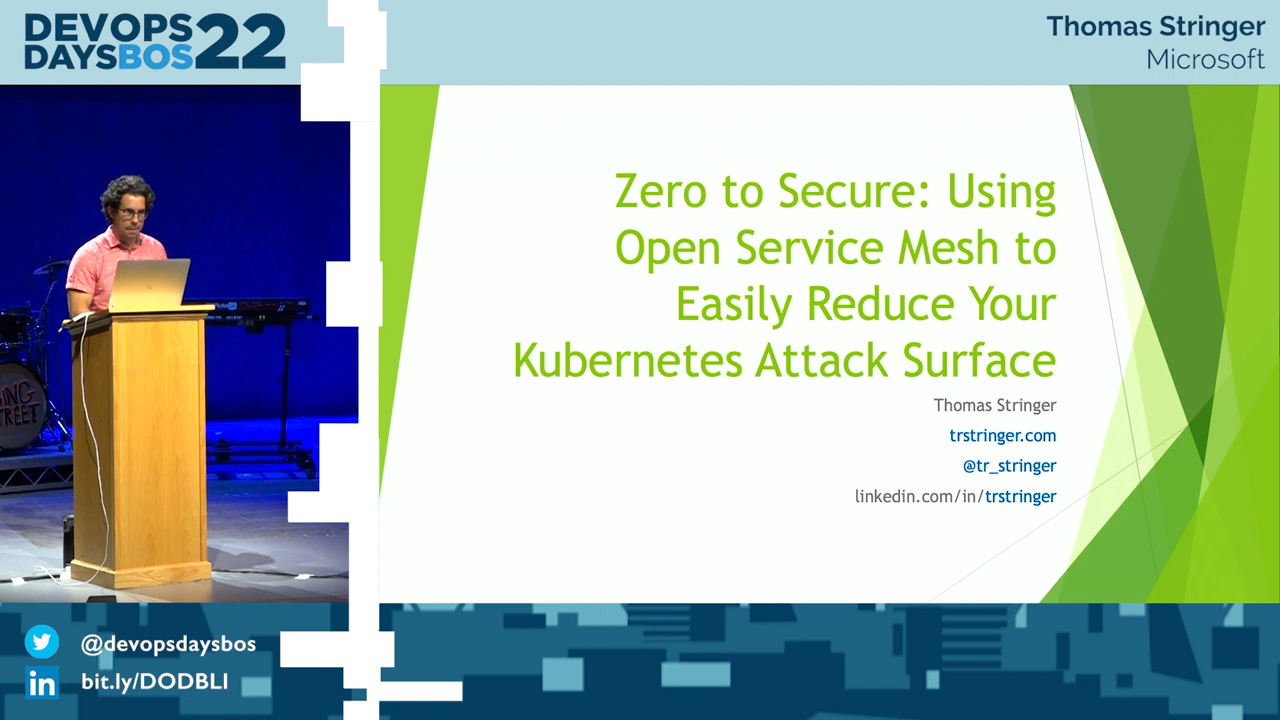 DEVOPS
DAYSBOS22
Thomas Stringer
Microsoft
Zero to Secure: Using
Open Service Mesh to
Easily Reduce Your
Kubernetes Attack Surface
Thomas Stringer
trstringer.com
@tr_stringer
linkedin.com/in/trstringer
@devopsdaysbos
bit.ly/DODBLI